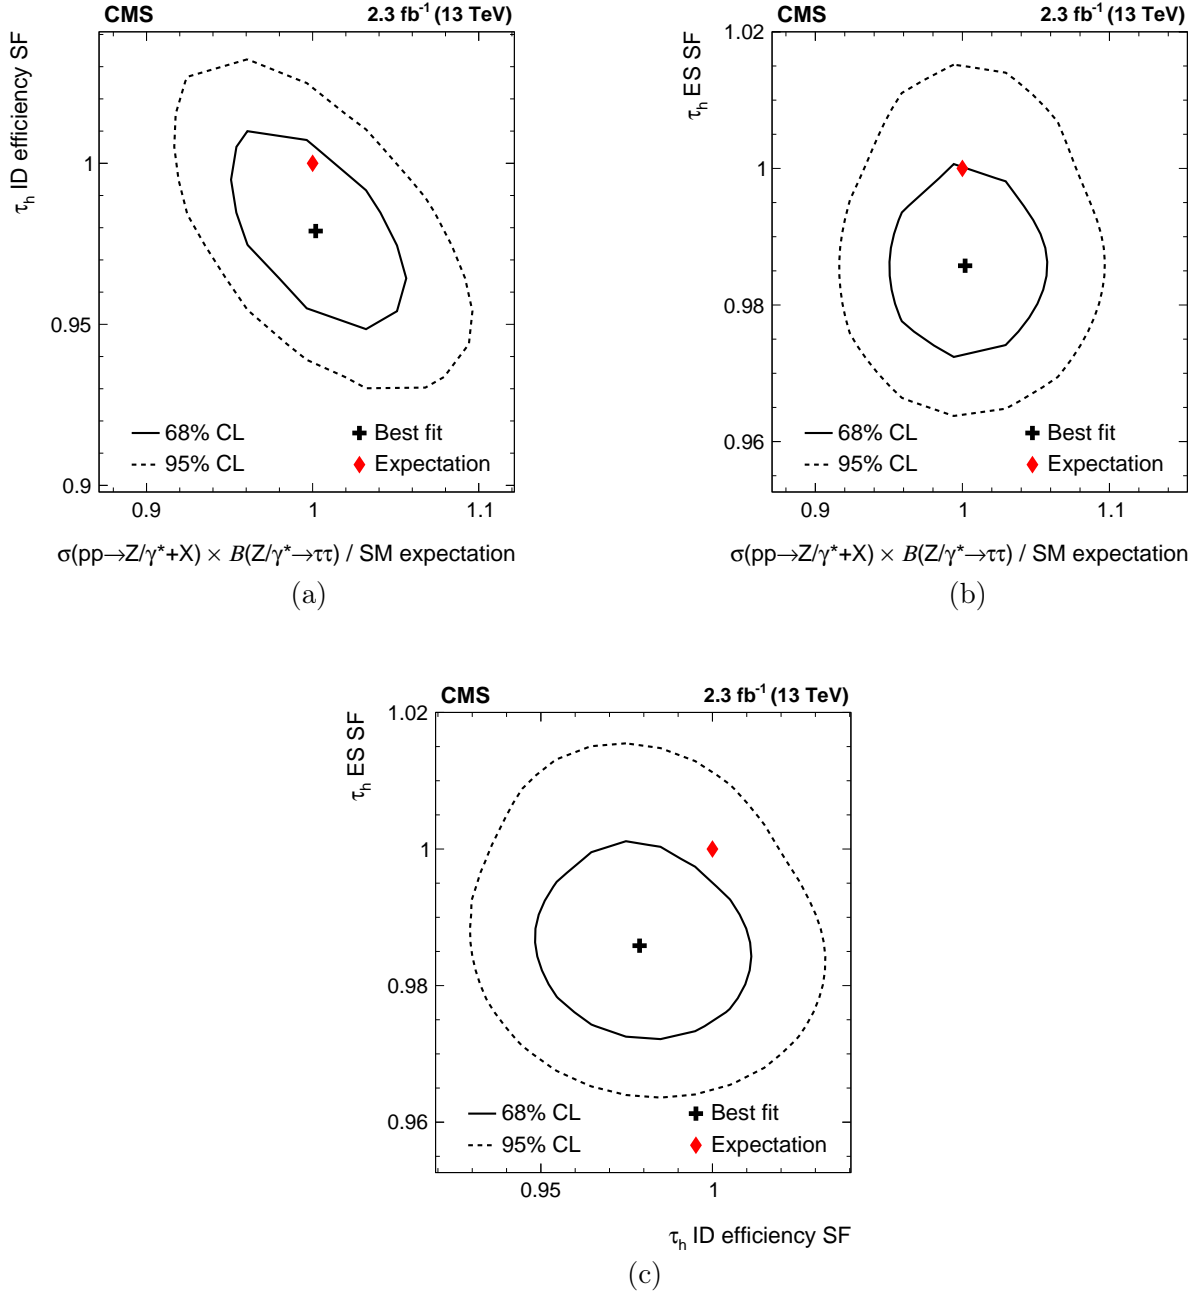 CMS 2.3 fb⁻¹ (13 TeV)
τₕ ID efficiency SF
1
0.95
0.9
68% CL
95% CL
Best fit
Expectation
0.9 1 1.1
σ(pp→Z/γ*+X) × B(Z/γ*→ττ) / SM expectation
(a)
CMS 2.3 fb⁻¹ (13 TeV)
τₕ ES SF
1.02
1
0.98
0.96
68% CL
95% CL
Best fit
Expectation
0.9 1 1.1
σ(pp→Z/γ*+X) × B(Z/γ*→ττ) / SM expectation
(b)
CMS 2.3 fb⁻¹ (13 TeV)
τₕ ES SF
1.02
1
0.98
0.96
68% CL
95% CL
Best fit
Expectation
0.95 1
τₕ ID efficiency SF
(c)